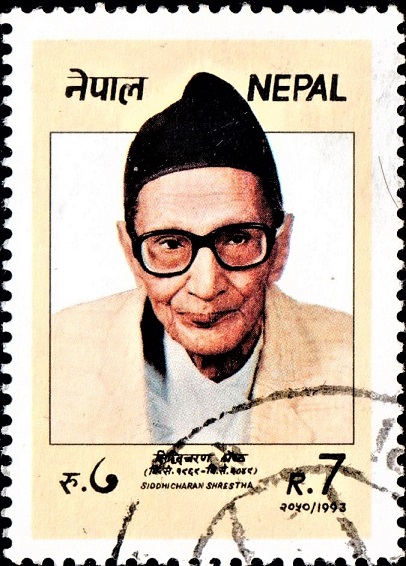 नेपाल NEPAL
सिद्धिचरण श्रेष्ठ
(वि.सं. १९६९-वि.सं. २०४९)
SIDDHICHARAN SHRESTHA
रु.७ R.7
२०५०/1993